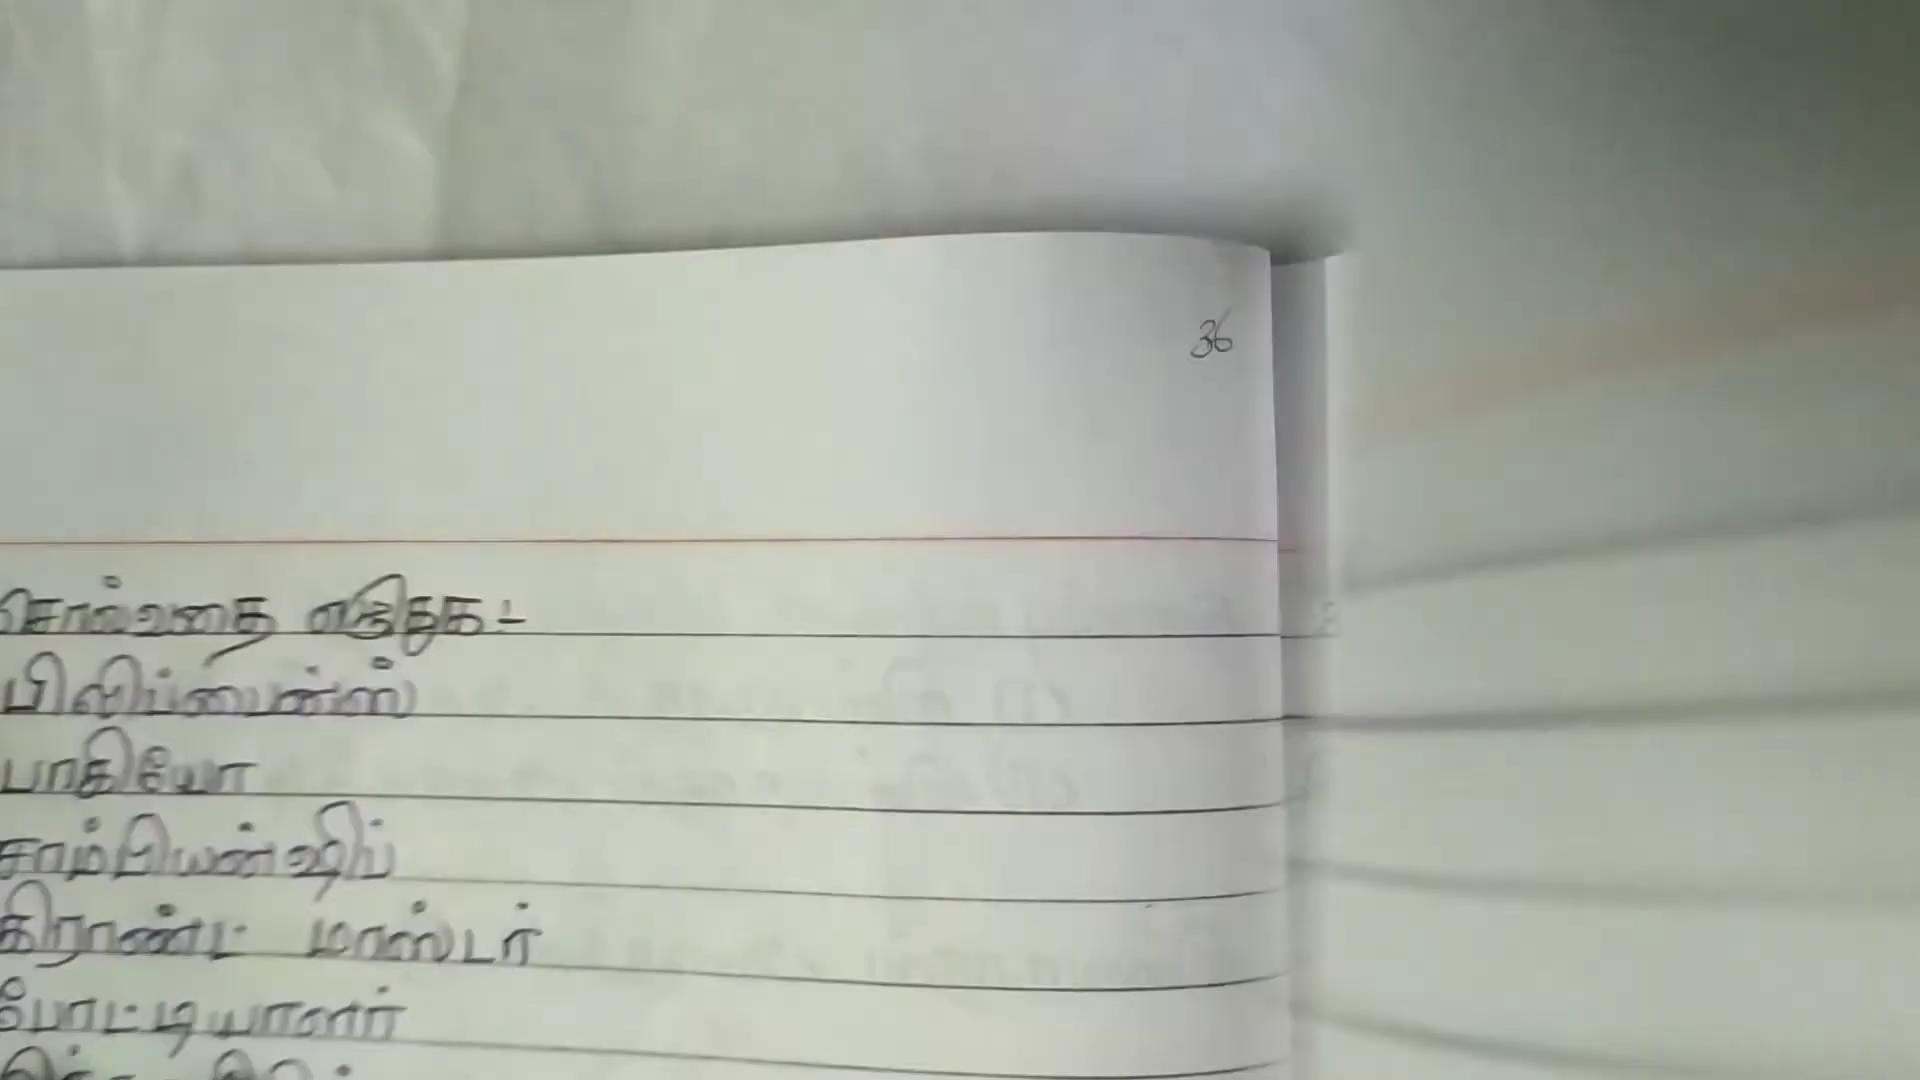 36
சொல்வதை எழுதுக :-
பிலிப்பைன்ஸ்
பாகியோ
சாம்பியன்ஷிப்
கிராண்ட் மாஸ்டர்
போட்டியாளர்